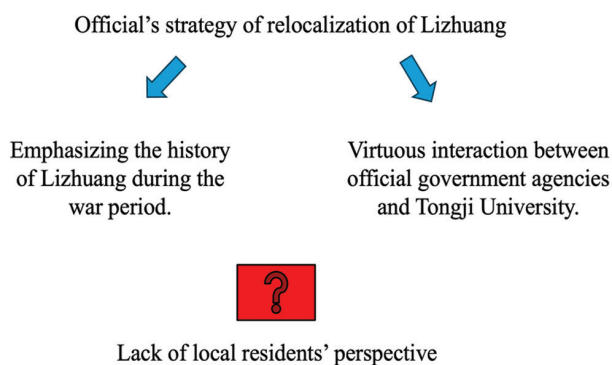 Official's strategy of relocalization of Lizhuang
Emphasizing the history
of Lizhuang during the
war period.
Virtuous interaction between
official government agencies
and Tongji University.
?
Lack of local residents' perspective